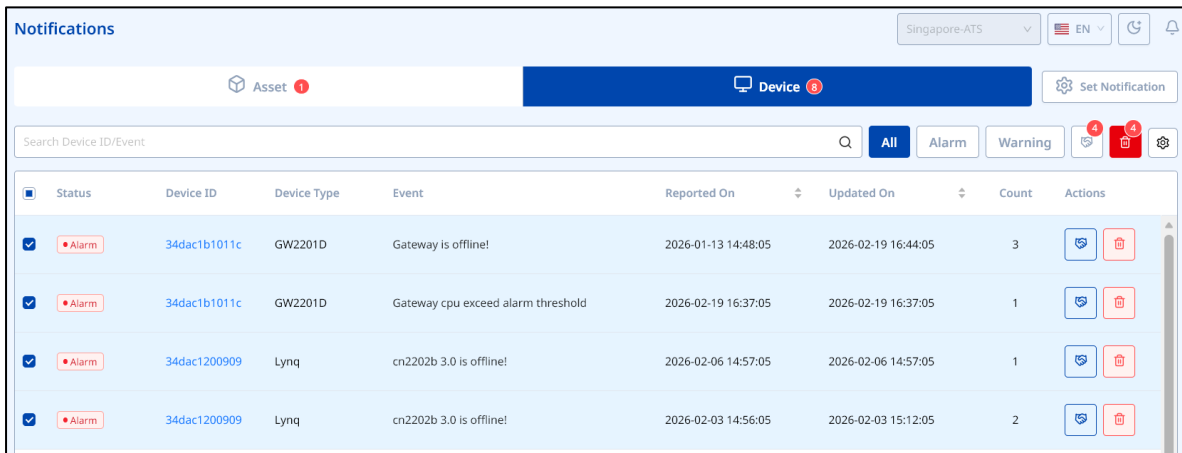 Notifications
Singapore-ATS
EN
Asset 1
Device 8
Set Notification
Search Device ID/Event
All
Alarm
Warning
4
4
Status Device ID Device Type Event Reported On Updated On Count Actions
Alarm 34dac1b1011c GW2201D Gateway is offline! 2026-01-13 14:48:05 2026-02-19 16:44:05 3
Alarm 34dac1b1011c GW2201D Gateway cpu exceed alarm threshold 2026-02-19 16:37:05 2026-02-19 16:37:05 1
Alarm 34dac1200909 Lynq cn2202b 3.0 is offline! 2026-02-06 14:57:05 2026-02-06 14:57:05 1
Alarm 34dac1200909 Lynq cn2202b 3.0 is offline! 2026-02-03 14:56:05 2026-02-03 15:12:05 2